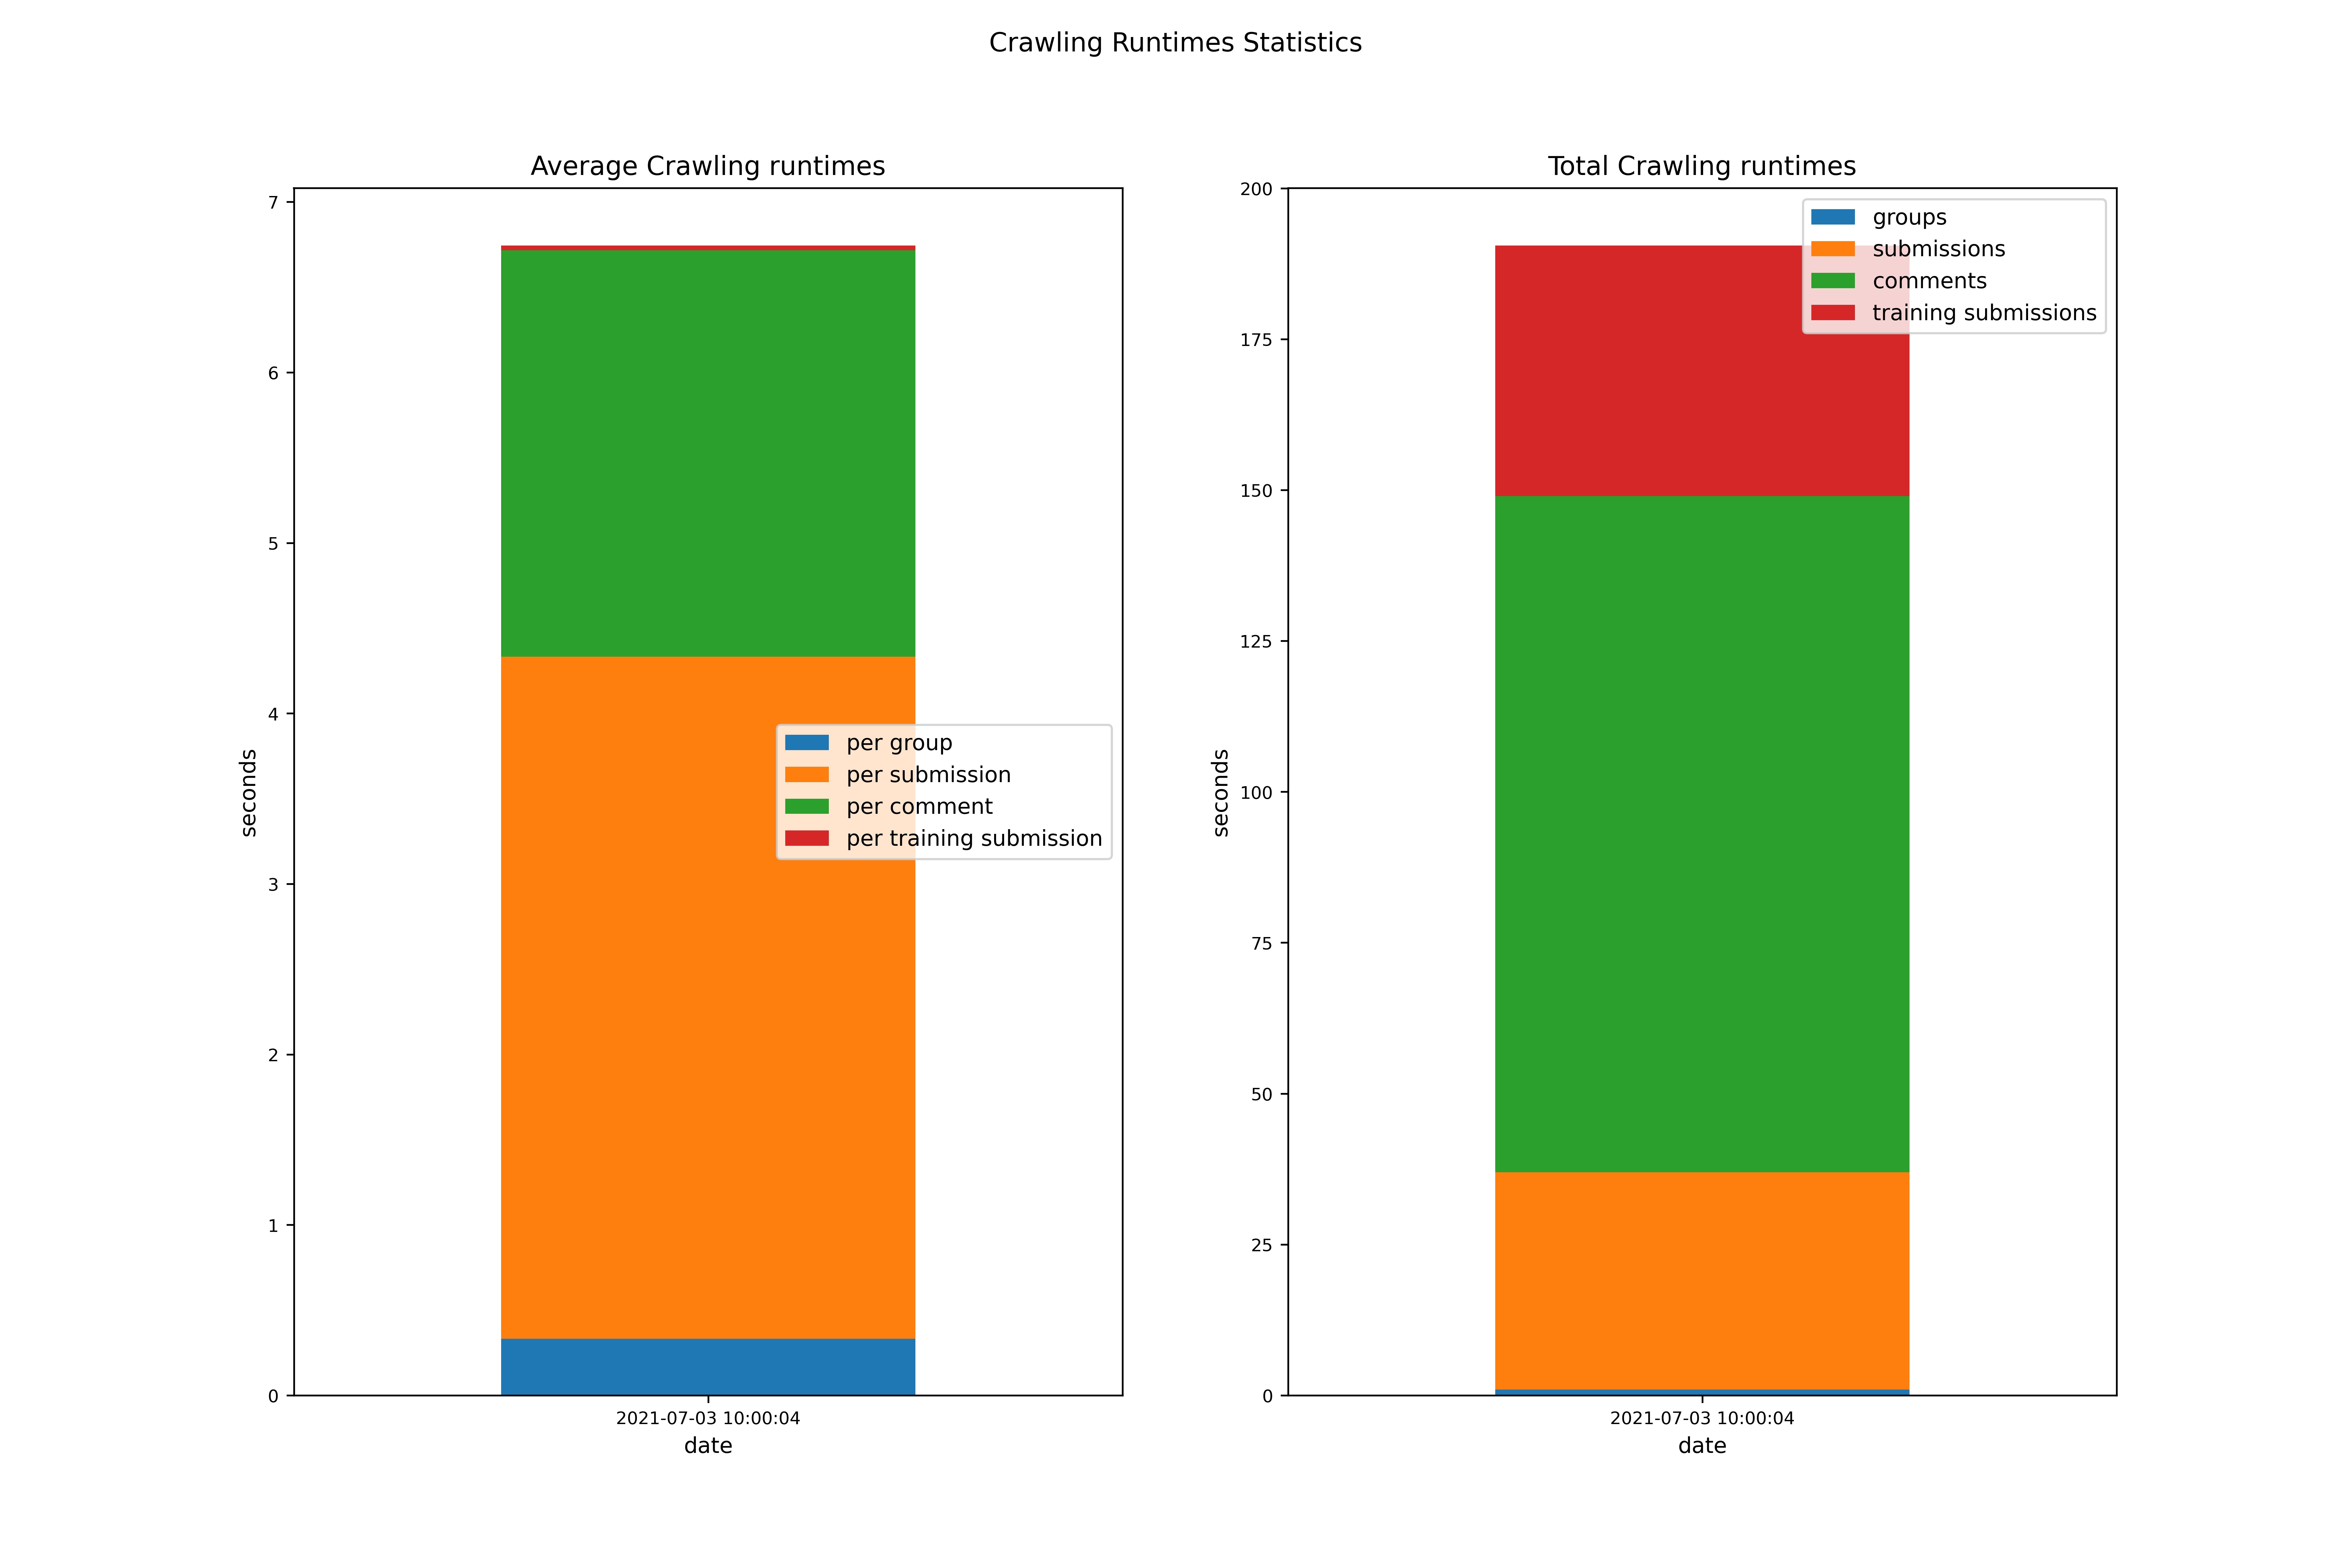 Crawling Runtimes Statistics
Average Crawling runtimes
7
6
5
4
3
2
1
0
seconds
per group
per submission
per comment
per training submission
2021-07-03 10:00:04
date
Total Crawling runtimes
200
175
150
125
100
75
50
25
0
seconds
groups
submissions
comments
training submissions
2021-07-03 10:00:04
date